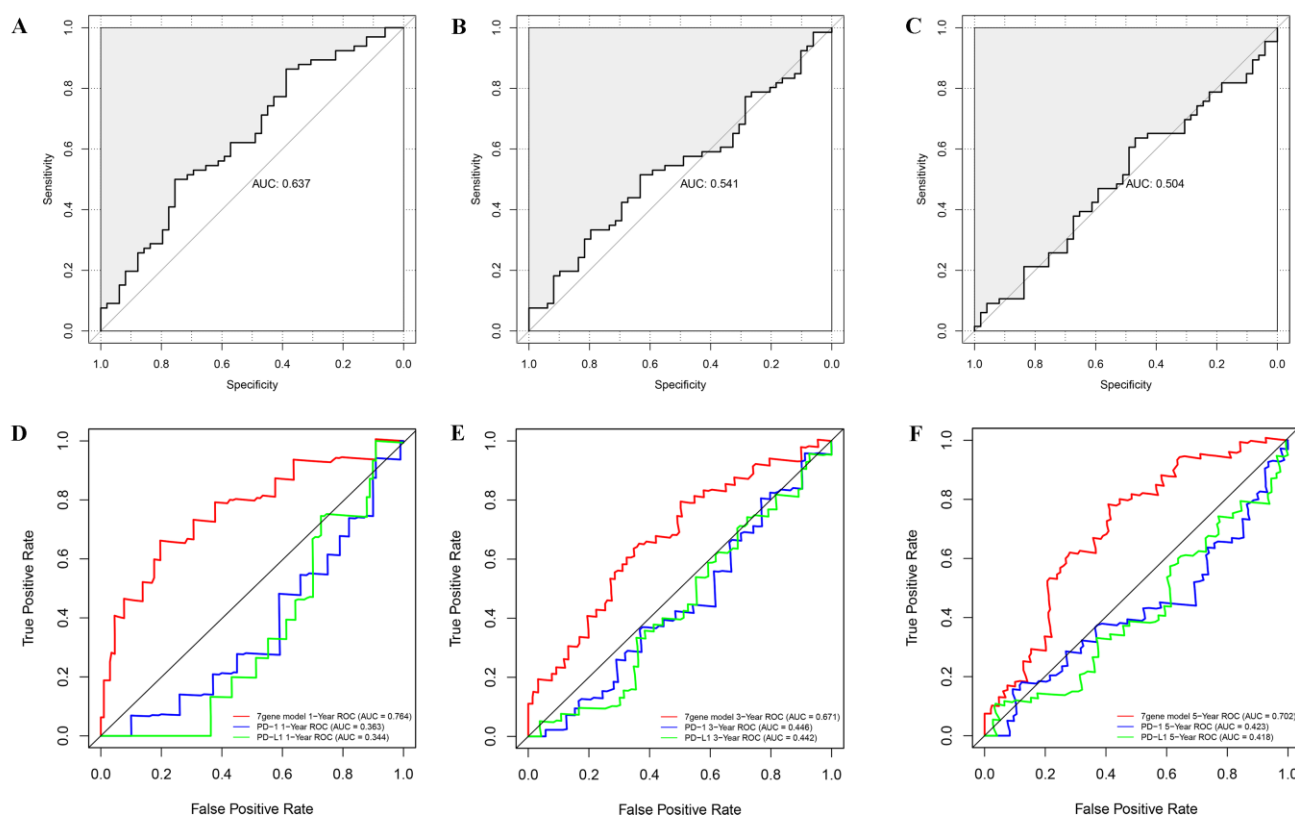 A
B
C
Sensitivity
1.0
0.8
0.6
0.4
0.2
0.0
AUC: 0.637
1.0 0.8 0.6 0.4 0.2 0.0
Specificity
Sensitivity
1.0
0.8
0.6
0.4
0.2
0.0
AUC: 0.541
1.0 0.8 0.6 0.4 0.2 0.0
Specificity
Sensitivity
1.0
0.8
0.6
0.4
0.2
0.0
AUC: 0.504
1.0 0.8 0.6 0.4 0.2 0.0
Specificity
D
True Positive Rate
1.0
0.8
0.6
0.4
0.2
0.0
7gene model 1−Year ROC (AUC = 0.764)
PD−1 1−Year ROC (AUC = 0.363)
PD−L1 1−Year ROC (AUC = 0.344)
0.0 0.2 0.4 0.6 0.8 1.0
False Positive Rate
E
True Positive Rate
1.0
0.8
0.6
0.4
0.2
0.0
7gene model 3−Year ROC (AUC = 0.671)
PD−1 3−Year ROC (AUC = 0.446)
PD−L1 3−Year ROC (AUC = 0.442)
0.0 0.2 0.4 0.6 0.8 1.0
False Positive Rate
F
True Positive Rate
1.0
0.8
0.6
0.4
0.2
0.0
7gene model 5−Year ROC (AUC = 0.702)
PD−1 5−Year ROC (AUC = 0.423)
PD−L1 5−Year ROC (AUC = 0.418)
0.0 0.2 0.4 0.6 0.8 1.0
False Positive Rate